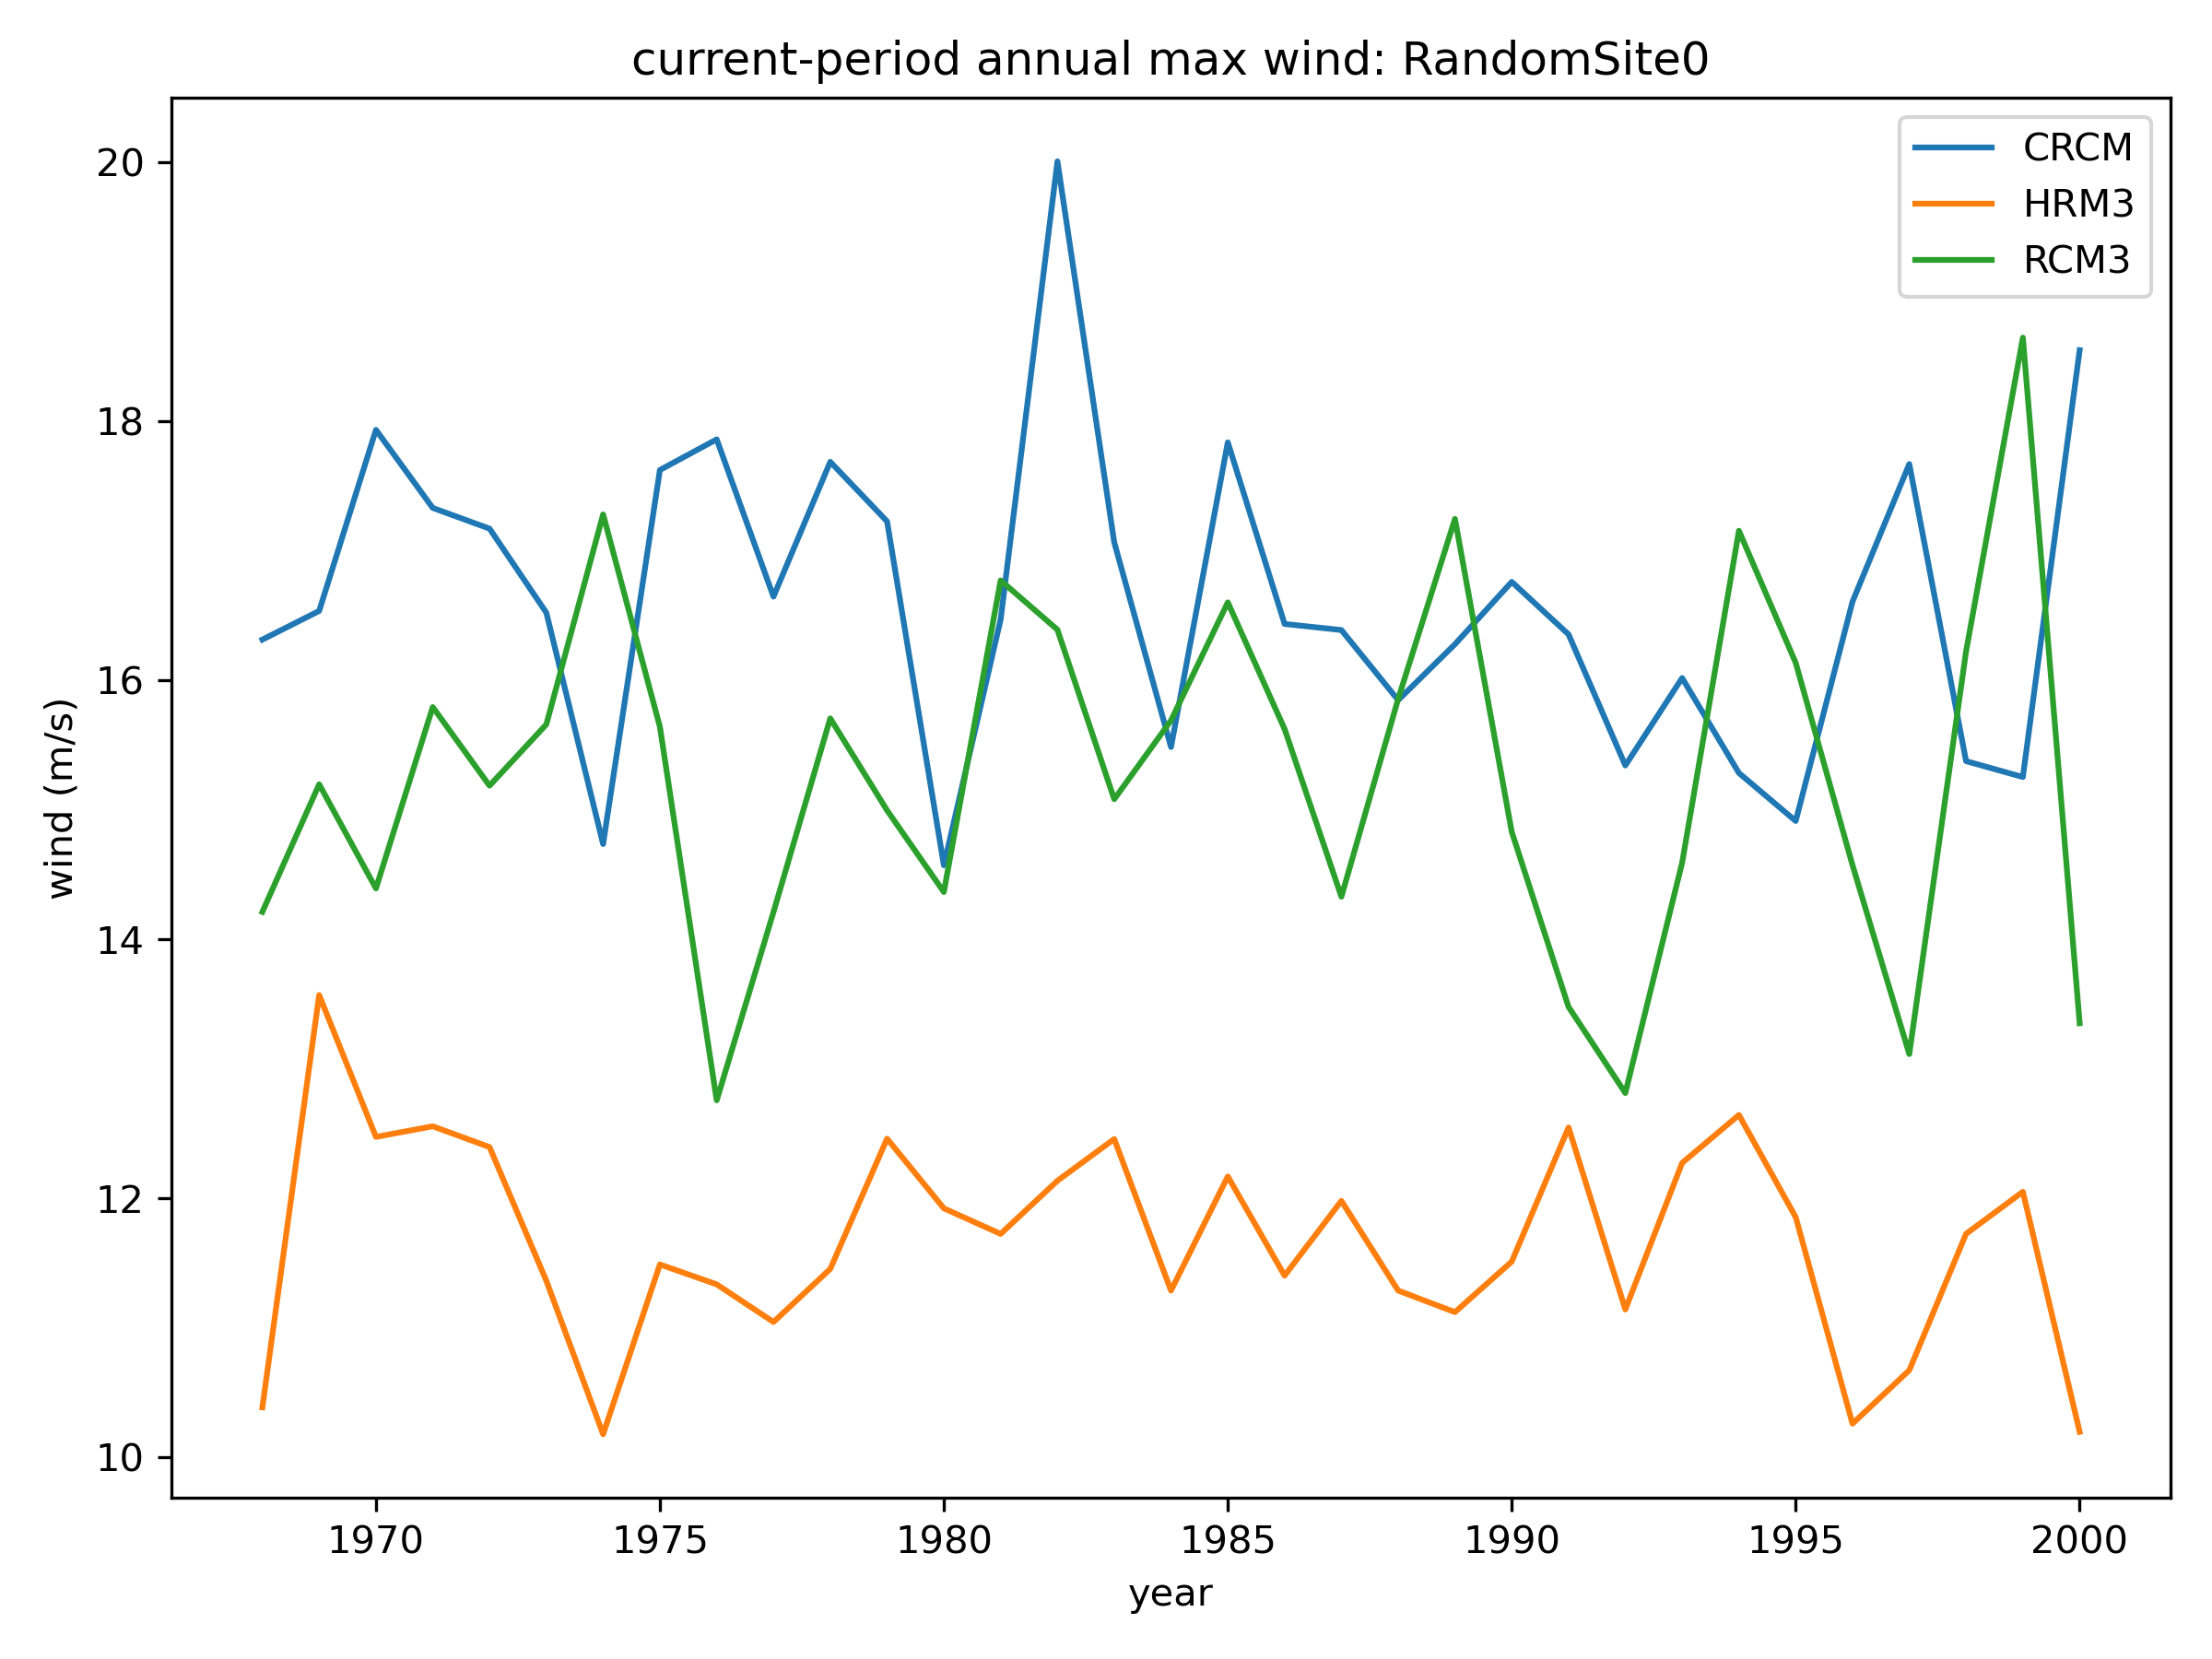 current-period annual max wind: RandomSite0
CRCM
HRM3
RCM3
20
18
16
14
12
10
wind (m/s)
1970 1975 1980 1985 1990 1995 2000
year